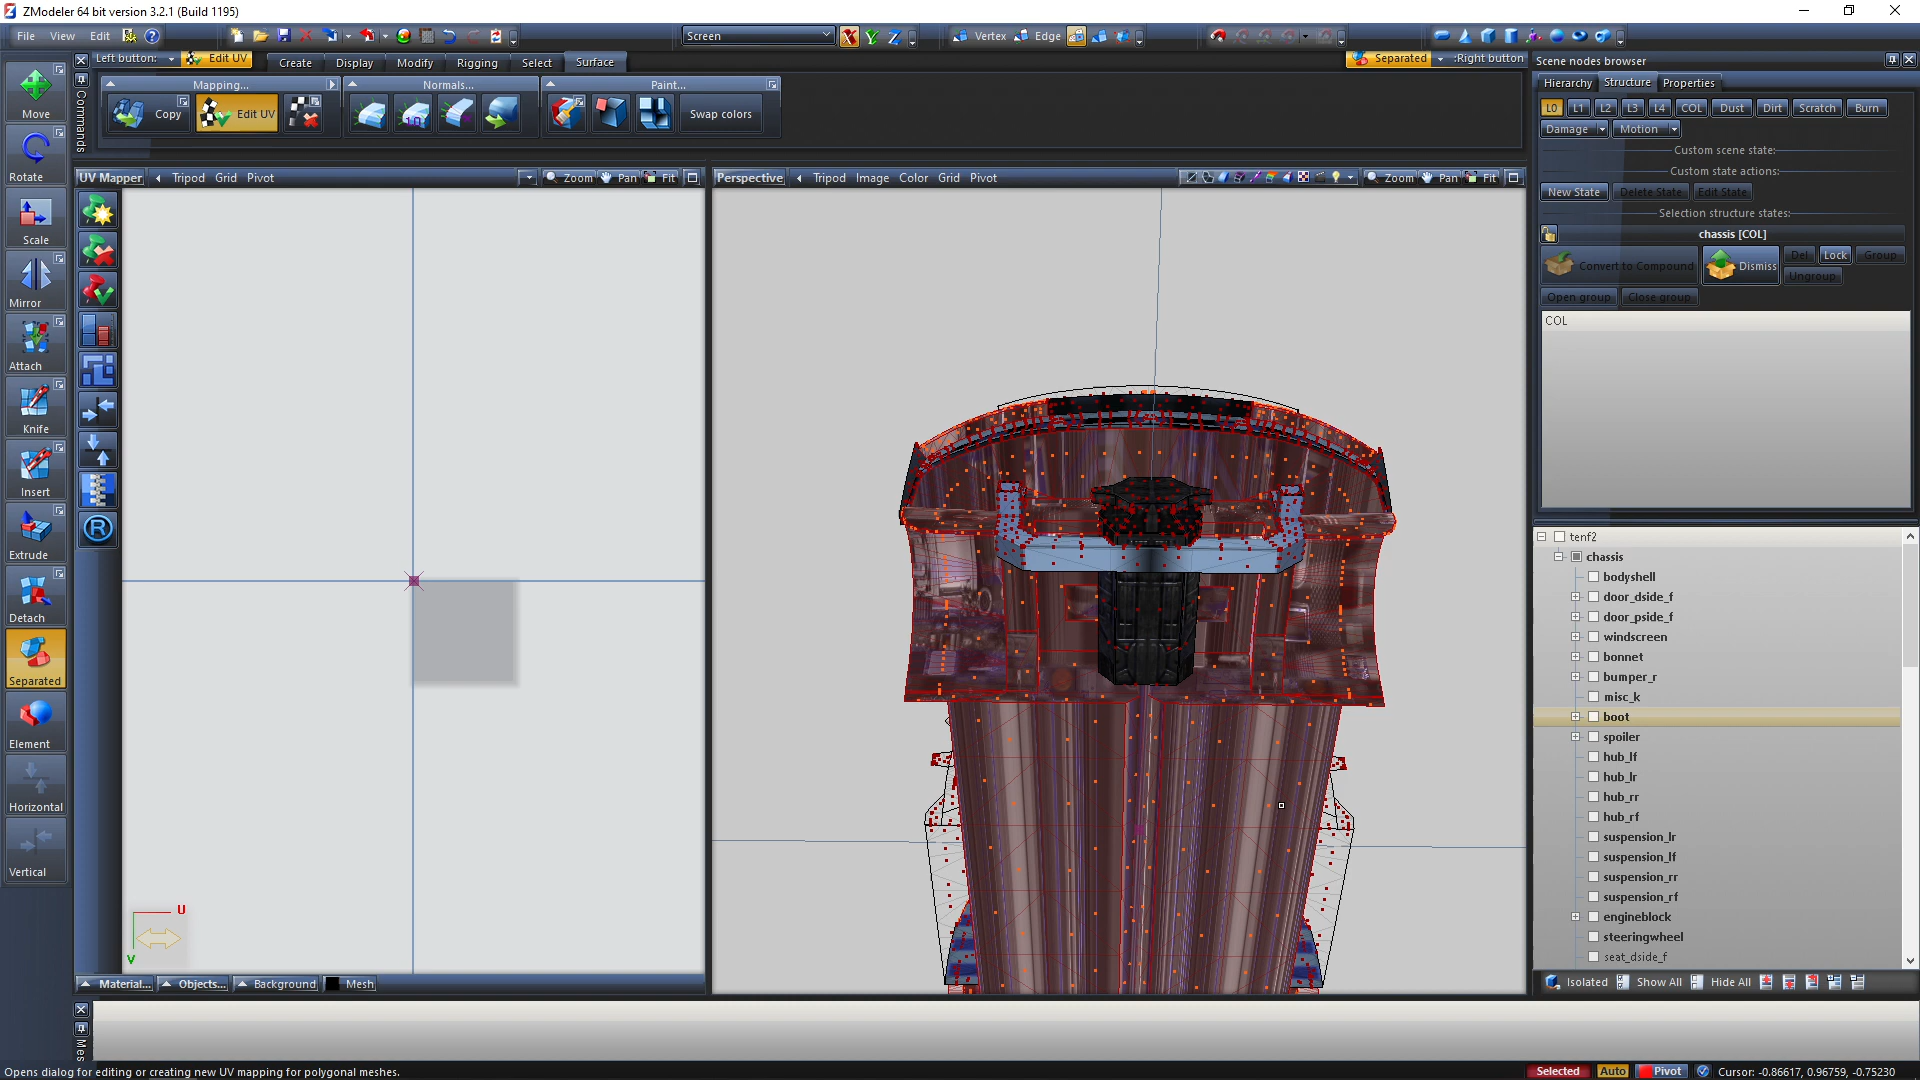 ZModeler 64 bit version 3.2.1 (Build 1195)
File View Edit
Screen
Vertex Edge
Left button: Edit UV
Create Display Modify Rigging Select Surface
Separated :Right button
Mapping...
Normals...
Paint...
Copy
Edit UV
Swap colors
Commands
Move
Rotate
Scale
Mirror
Attach
Knife
Insert
Extrude
Detach
Separated
Element
Horizontal
Vertical
UV Mapper Tripod Grid Pivot
Zoom Pan Fit
Perspective Tripod Image Color Grid Pivot
Zoom Pan Fit
U
V
Material... Objects... Background Mesh
Scene nodes browser
Hierarchy Structure Properties
L0 L1 L2 L3 L4 COL Dust Dirt Scratch Burn
Damage Motion
Custom scene state:
Custom state actions:
New State Delete State Edit State
Selection structure states:
chassis [COL]
Convert to Compound Dismiss Del Lock Group
Ungroup
Open group Close group
COL
tenf2
chassis
bodyshell
door_dside_f
door_pside_f
windscreen
bonnet
bumper_r
misc_k
boot
spoiler
hub_lf
hub_lr
hub_rr
hub_rf
suspension_lr
suspension_lf
suspension_rr
suspension_rf
engineblock
steeringwheel
seat_dside_f
Isolated Show All Hide All
Mes
Opens dialog for editing or creating new UV mapping for polygonal meshes.
Selected Auto Pivot Cursor: -0.86617, 0.96759, -0.75230